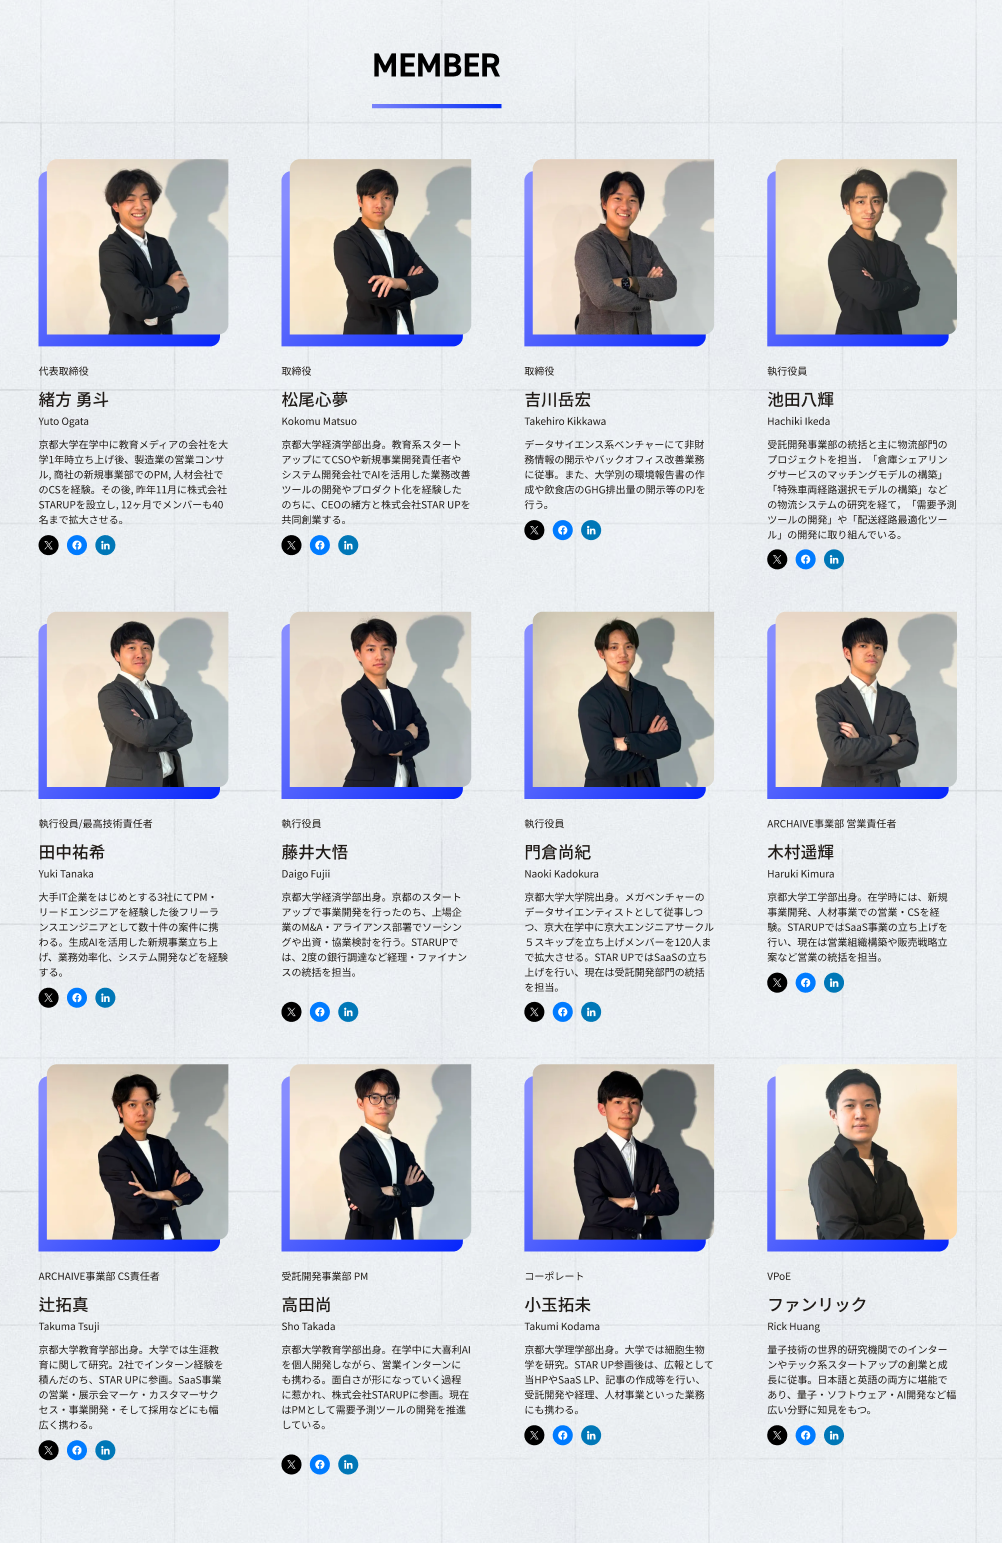 MEMBER
代表取締役
緒方 勇斗
Yuto Ogata
京都大学在学中に教育メディアの会社を大
学1年時立ち上げ後、製造業の営業コンサ
ル, 商社の新規事業部でのPM, 人材会社で
のCSを経験。その後, 昨年11月に株式会社
STARUPを設立し, 12ヶ月でメンバーも40
名まで拡大させる。
取締役
松尾心夢
Kokomu Matsuo
京都大学経済学部出身。教育系スタート
アップにてCSOや新規事業開発責任者や
システム開発会社でAIを活用した業務改善
ツールの開発やプロダクト化を経験した
のちに、CEOの緒方と株式会社STAR UPを
共同創業する。
取締役
吉川岳宏
Takehiro Kikkawa
データサイエンス系ベンチャーにて非財
務情報の開示やバックオフィス改善業務
に従事。また、大学別の環境報告書の作
成や飲食店のGHG排出量の開示等のPJを
行う。
執行役員
池田八輝
Hachiki Ikeda
受託開発事業部の統括と主に物流部門の
プロジェクトを担当．「倉庫シェアリン
グサービスのマッチングモデルの構築」
「特殊車両経路選択モデルの構築」など
の物流システムの研究を経て，「需要予測
ツールの開発」や「配送経路最適化ツー
ル」の開発に取り組んでいる。
執行役員/最高技術責任者
田中祐希
Yuki Tanaka
大手IT企業をはじめとする3社にてPM・
リードエンジニアを経験した後フリーラ
ンスエンジニアとして数十件の案件に携
わる。生成AIを活用した新規事業立ち上
げ、業務効率化、システム開発などを経験
する。
執行役員
藤井大悟
Daigo Fujii
京都大学経済学部出身。京都のスタート
アップで事業開発を行ったのち、上場企
業のM&A・アライアンス部署でソーシン
グや出資・協業検討を行う。STARUPで
は、2度の銀行調達など経理・ファイナン
スの統括を担当。
執行役員
門倉尚紀
Naoki Kadokura
京都大学大学院出身。メガベンチャーの
データサイエンティストとして従事しつ
つ、京大在学中に京大エンジニアサークル
５スキップを立ち上げメンバーを120人ま
で拡大させる。STAR UPではSaaSの立ち
上げを行い、現在は受託開発部門の統括
を担当。
ARCHAIVE事業部 営業責任者
木村遥輝
Haruki Kimura
京都大学工学部出身。在学時には、新規
事業開発、人材事業での営業・CSを経
験。STARUPではSaaS事業の立ち上げを
行い、現在は営業組織構築や販売戦略立
案など営業の統括を担当。
ARCHAIVE事業部 CS責任者
辻拓真
Takuma Tsuji
京都大学教育学部出身。大学では生涯教
育に関して研究。2社でインターン経験を
積んだのち、STAR UPに参画。SaaS事業
の営業・展示会マーケ・カスタマーサク
セス・事業開発・そして採用などにも幅
広く携わる。
受託開発事業部 PM
高田尚
Sho Takada
京都大学教育学部出身。在学中に大喜利AI
を個人開発しながら、営業インターンに
も携わる。面白さが形になっていく過程
に惹かれ、株式会社STARUPに参画。現在
はPMとして需要予測ツールの開発を推進
している。
コーポレート
小玉拓未
Takumi Kodama
京都大学理学部出身。大学では細胞生物
学を研究。STAR UP参画後は、広報として
当HPやSaaS LP、記事の作成等を行い、
受託開発や経理、人材事業といった業務
にも携わる。
VPoE
ファンリック
Rick Huang
量子技術の世界的研究機関でのインター
ンやテック系スタートアップの創業と成
長に従事。日本語と英語の両方に堪能で
あり、量子・ソフトウェア・AI開発など幅
広い分野に知見をもつ。